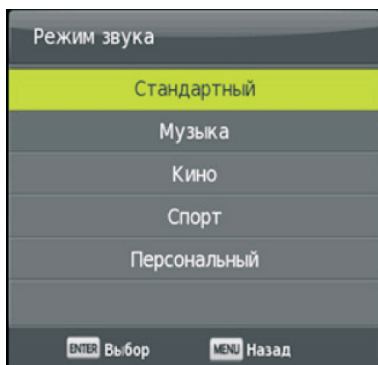 Режим звука
Стандартный
Музыка
Кино
Спорт
Персональный
ENTER Выбор MENU Назад